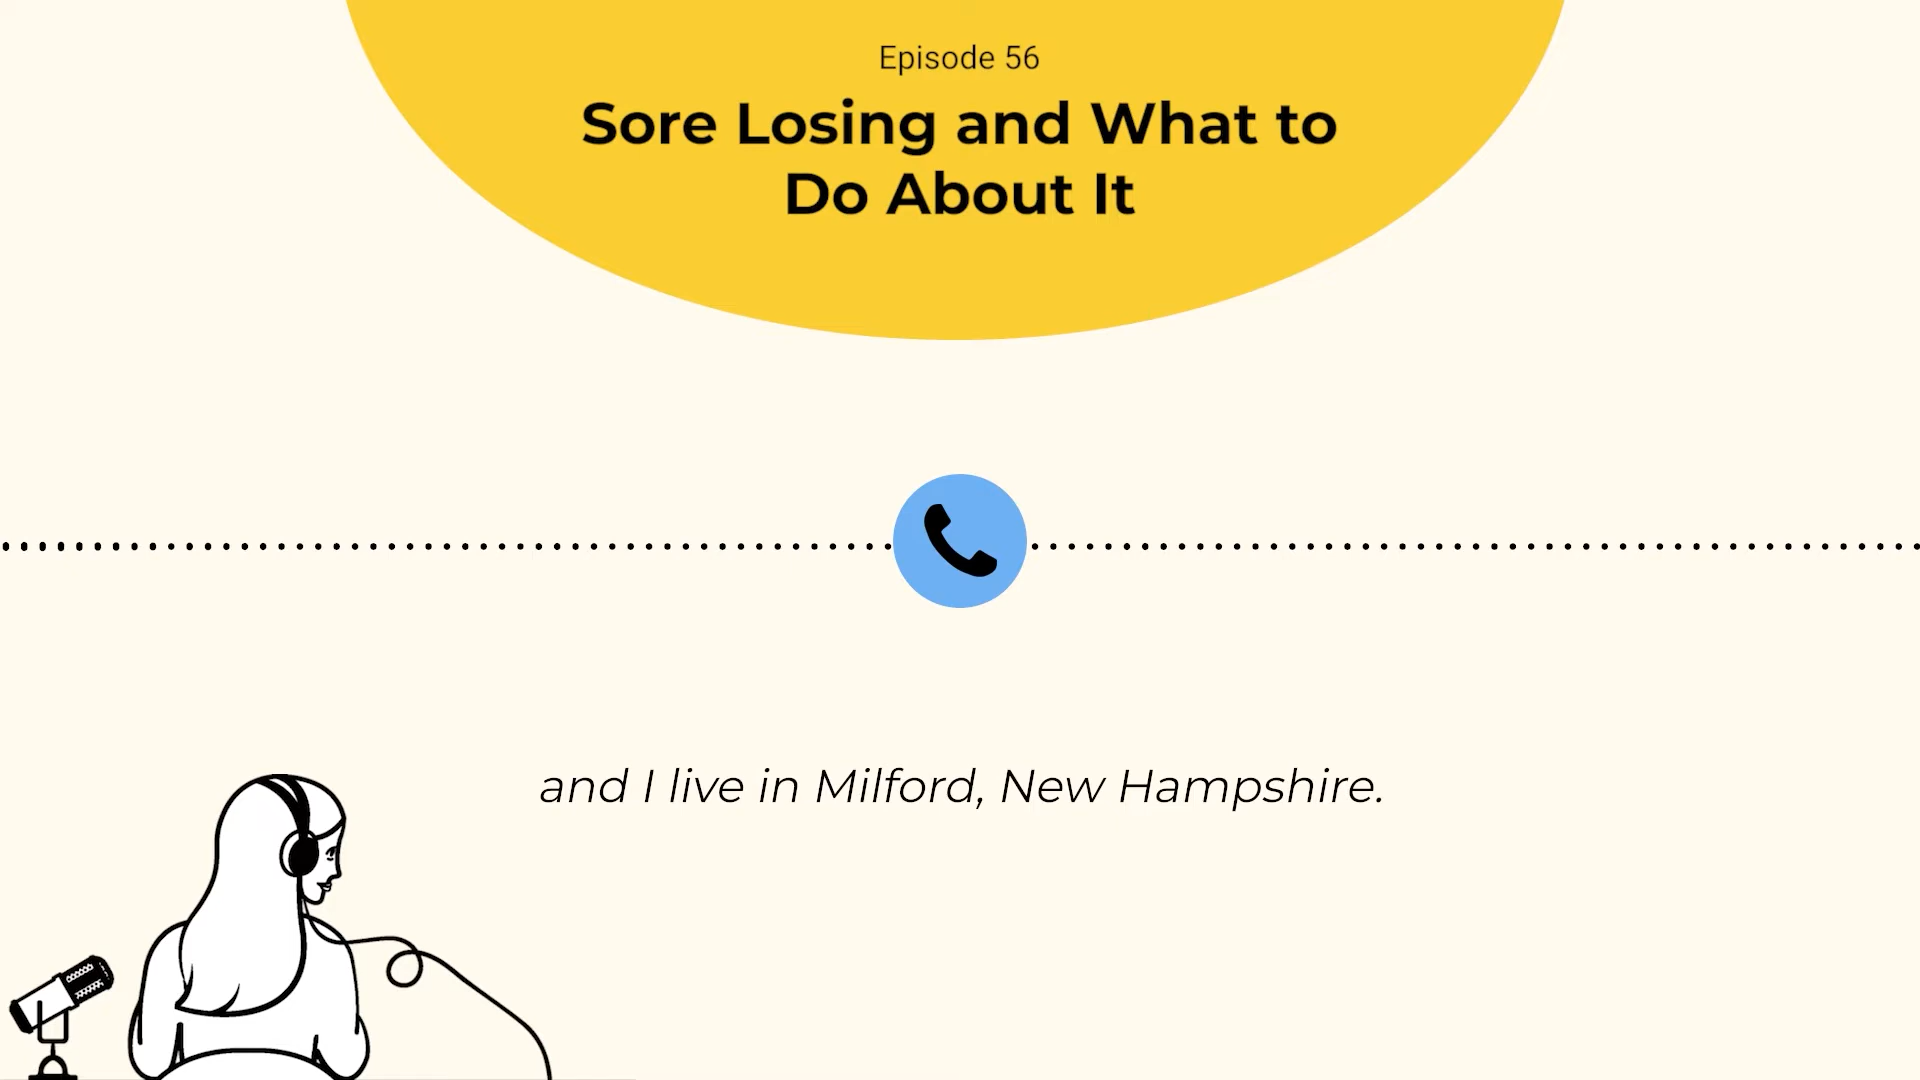 Episode 56
Sore Losing and What to
Do About It
and I live in Milford, New Hampshire.